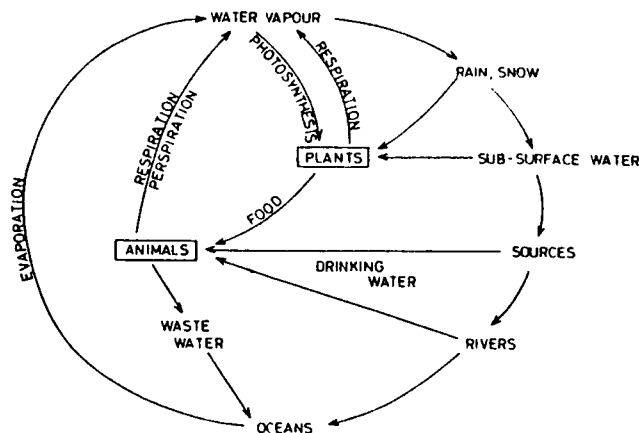 WATER VAPOUR
RAIN, SNOW
PHOTOSYNTHESIS
RESPIRATION
RESPIRATION
PERSPIRATION
PLANTS
SUB-SURFACE WATER
FOOD
EVAPORATION
ANIMALS
SOURCES
DRINKING
WATER
WASTE
WATER
RIVERS
OCEANS